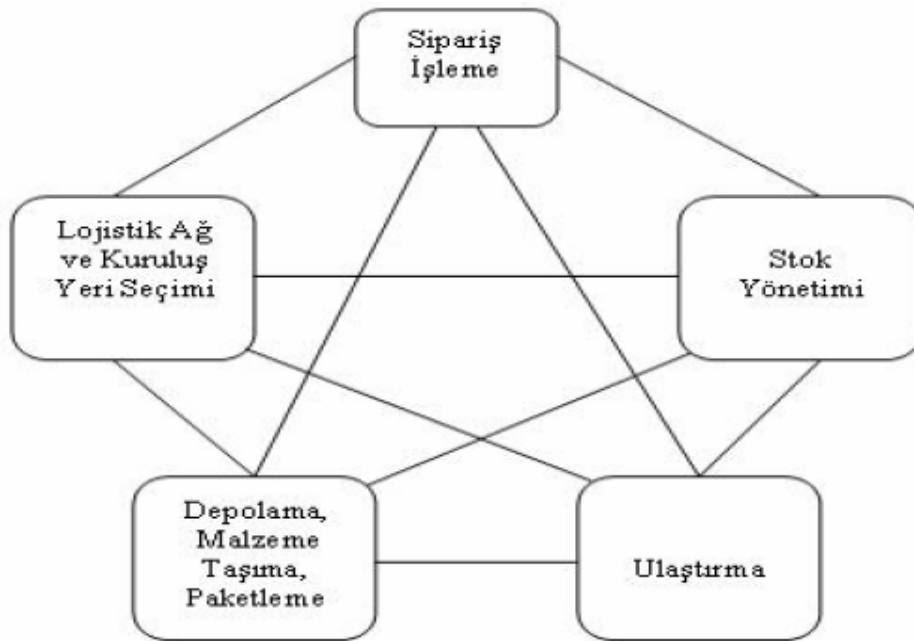 Sipariş
İşleme
Lojistik Ağ
ve Kuruluş
Yeri Seçimi
Stok
Yönetimi
Depolama,
Malzeme
Taşıma,
Paketleme
Ulaştırma